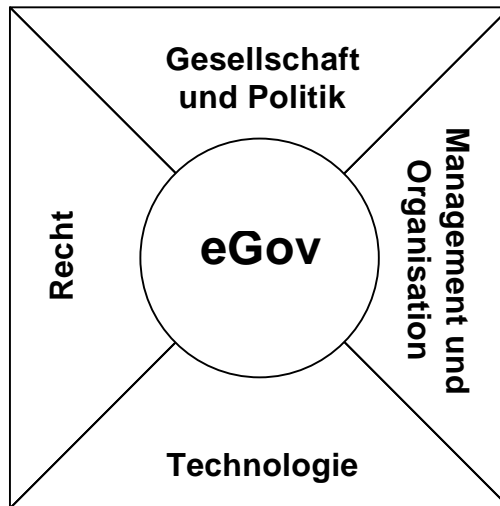 Gesellschaft
und Politik
Recht
eGov
Management und
Organisation
Technologie